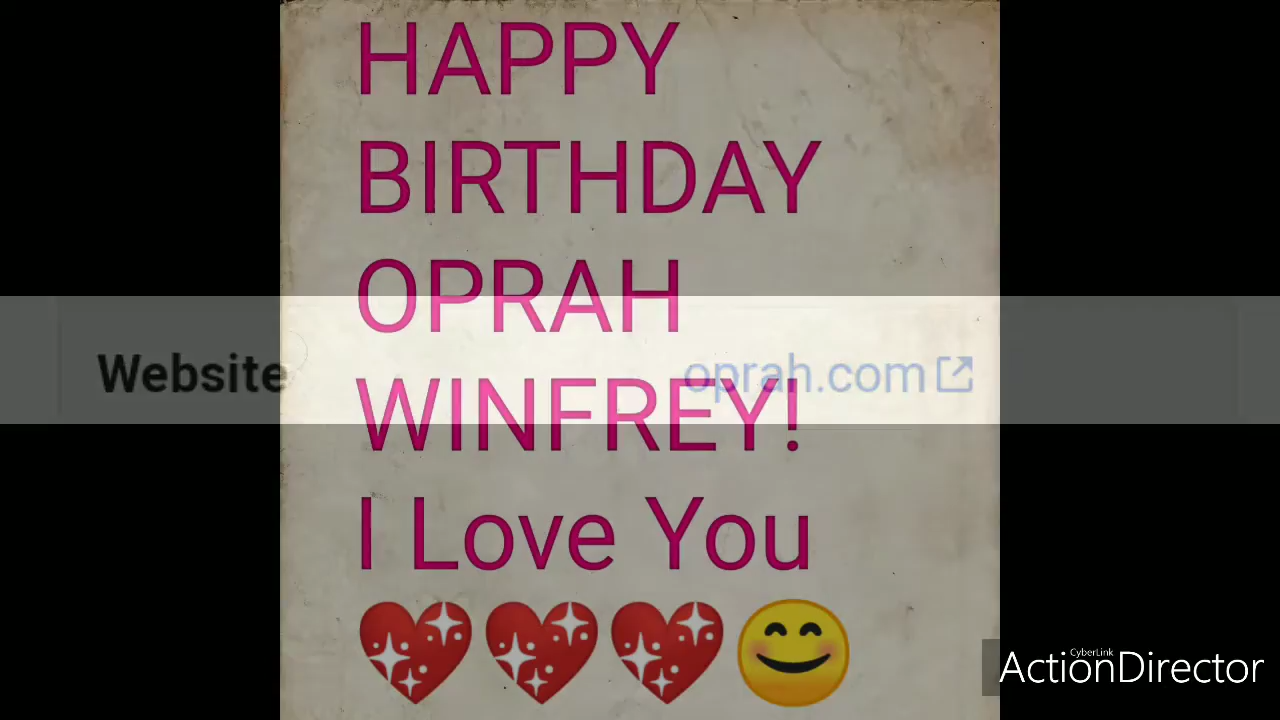 HAPPY
BIRTHDAY
OPRAH
Website oprah.com
WINFREY!
I Love You
💖💖💖😊
CyberLink
ActionDirector